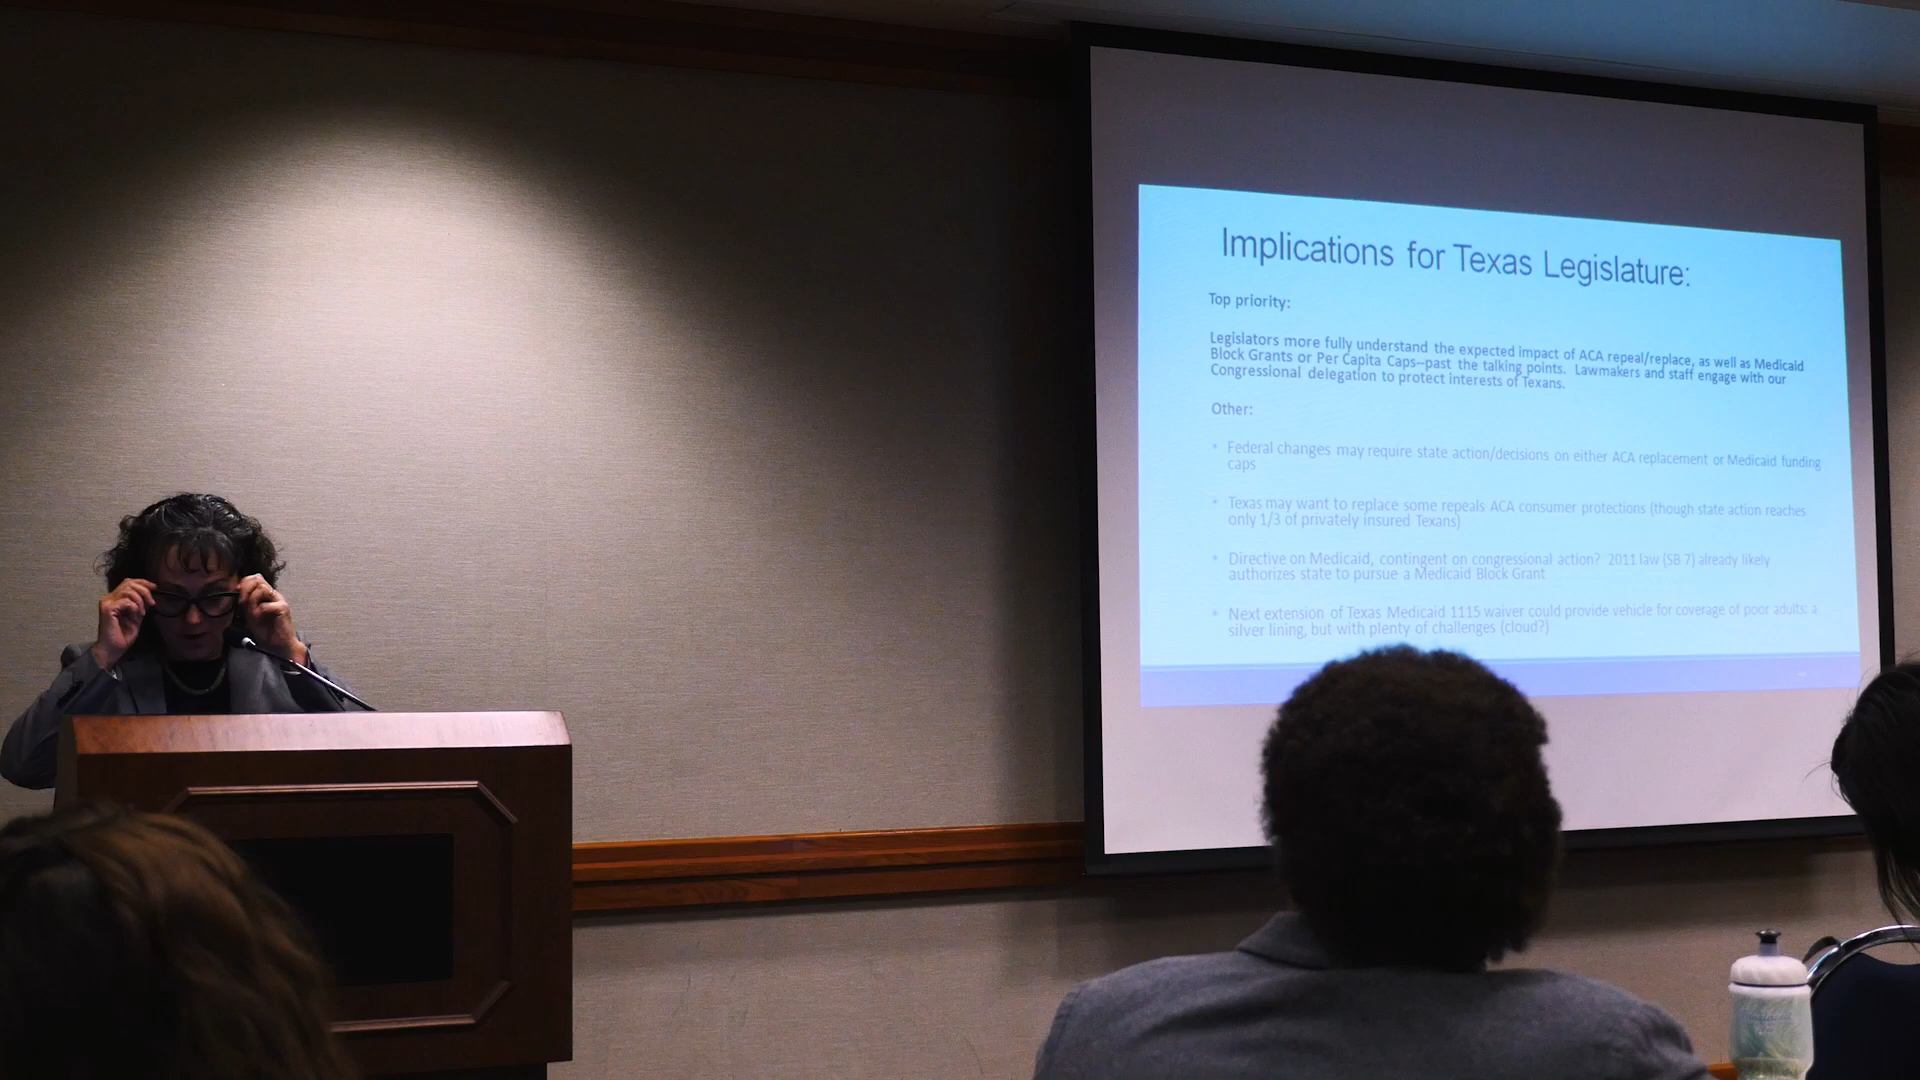 Implications for Texas Legislature:
Top priority:
Legislators more fully understand the expected impact of ACA repeal/replace, as well as Medicaid
Block Grants or Per Capita Caps--past the talking points. Lawmakers and staff engage with our
Congressional delegation to protect interests of Texans.
Other:
• Federal changes may require state action/decisions on either ACA replacement or Medicaid funding
caps
• Texas may want to replace some repeals ACA consumer protections (though state action reaches
only 1/3 of privately insured Texans)
• Directive on Medicaid, contingent on congressional action? 2011 law (SB 7) already likely
authorizes state to pursue a Medicaid Block Grant
• Next extension of Texas Medicaid 1115 waiver could provide vehicle for coverage of poor adults: a
silver lining, but with plenty of challenges (cloud?)